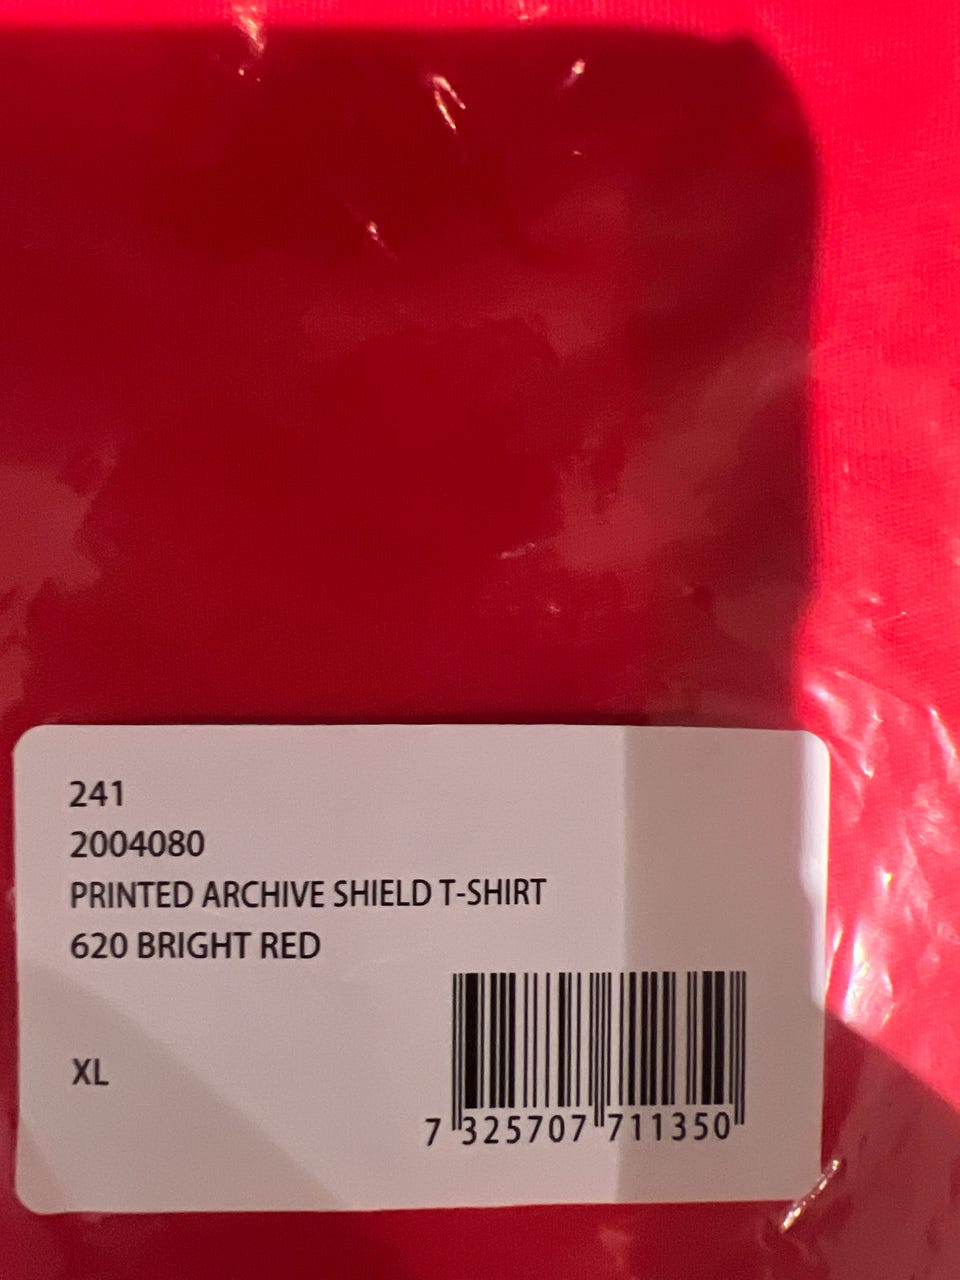 241
2004080
PRINTED ARCHIVE SHIELD T-SHIRT
620 BRIGHT RED
XL
7 325707 711350